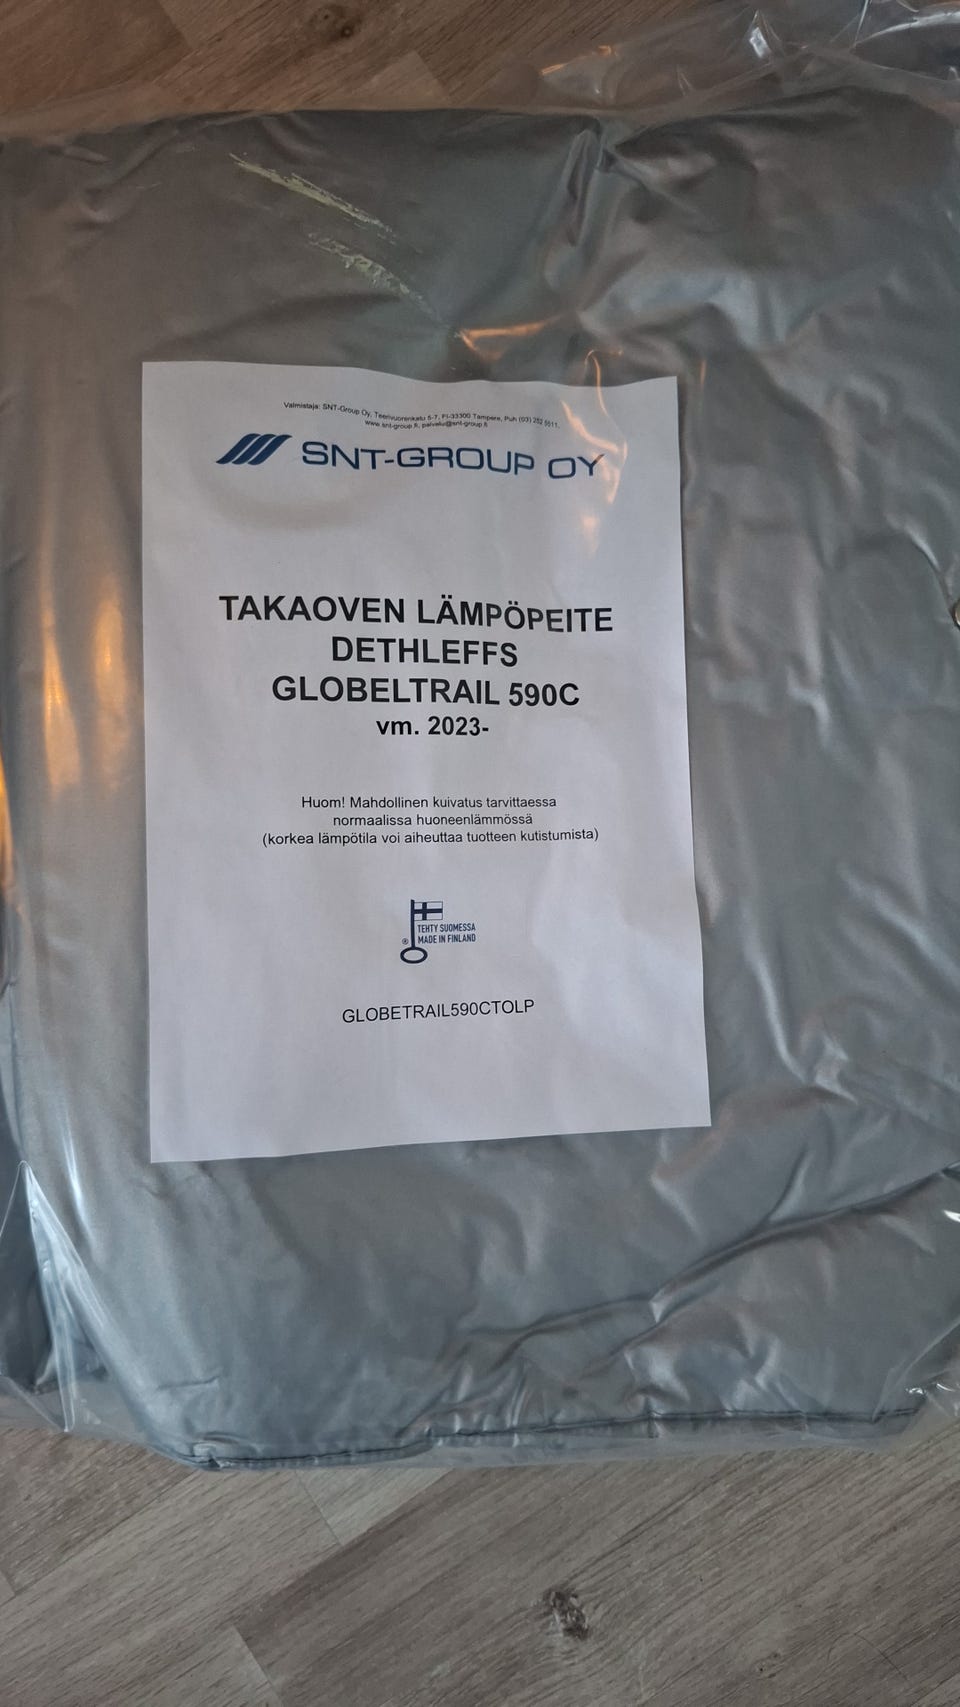 Valmistaja: SNT-Group Oy, Teerivuorenkatu 5-7, FI-33300 Tampere, Puh (03) 252 5511,
www.snt-group.fi, palvelu@snt-group.fi
SNT-GROUP OY
TAKAOVEN LÄMPÖPEITE
DETHLEFFS
GLOBELTRAIL 590C
vm. 2023-
Huom! Mahdollinen kuivatus tarvittaessa
normaalissa huoneenlämmössä
(korkea lämpötila voi aiheuttaa tuotteen kutistumista)
TEHTY SUOMESSA
® MADE IN FINLAND
GLOBETRAIL590CTOLP